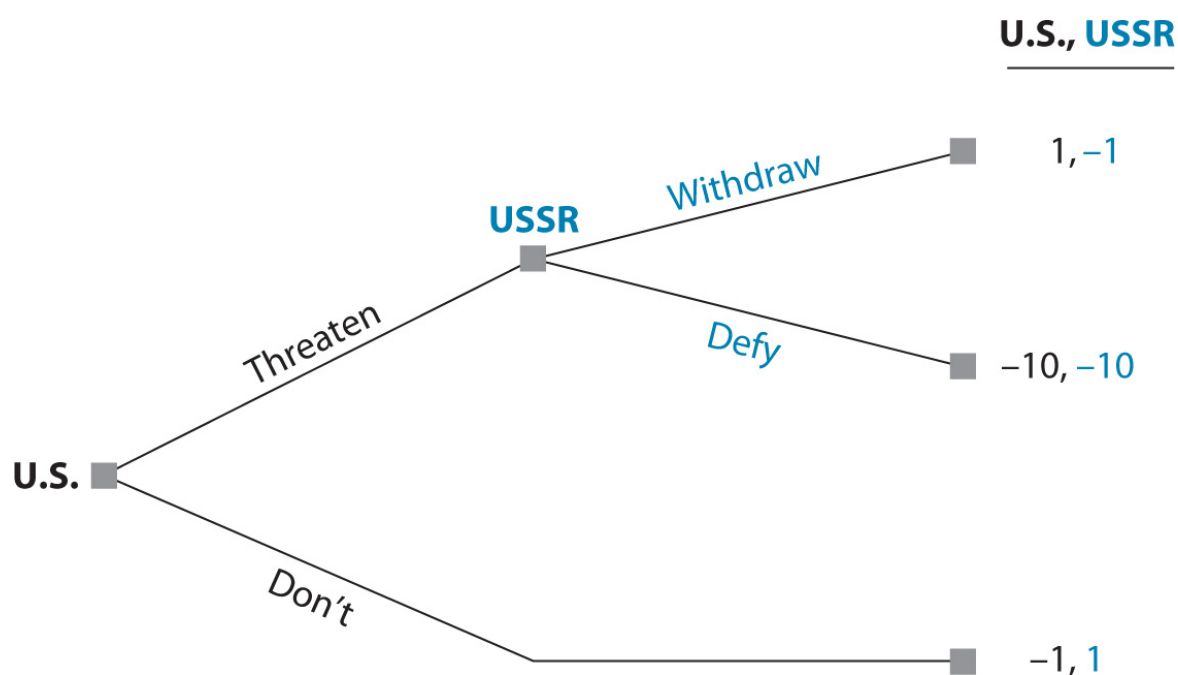 U.S., USSR
1, –1
Withdraw
USSR
Threaten
Defy
–10, –10
U.S.
Don’t
–1, 1